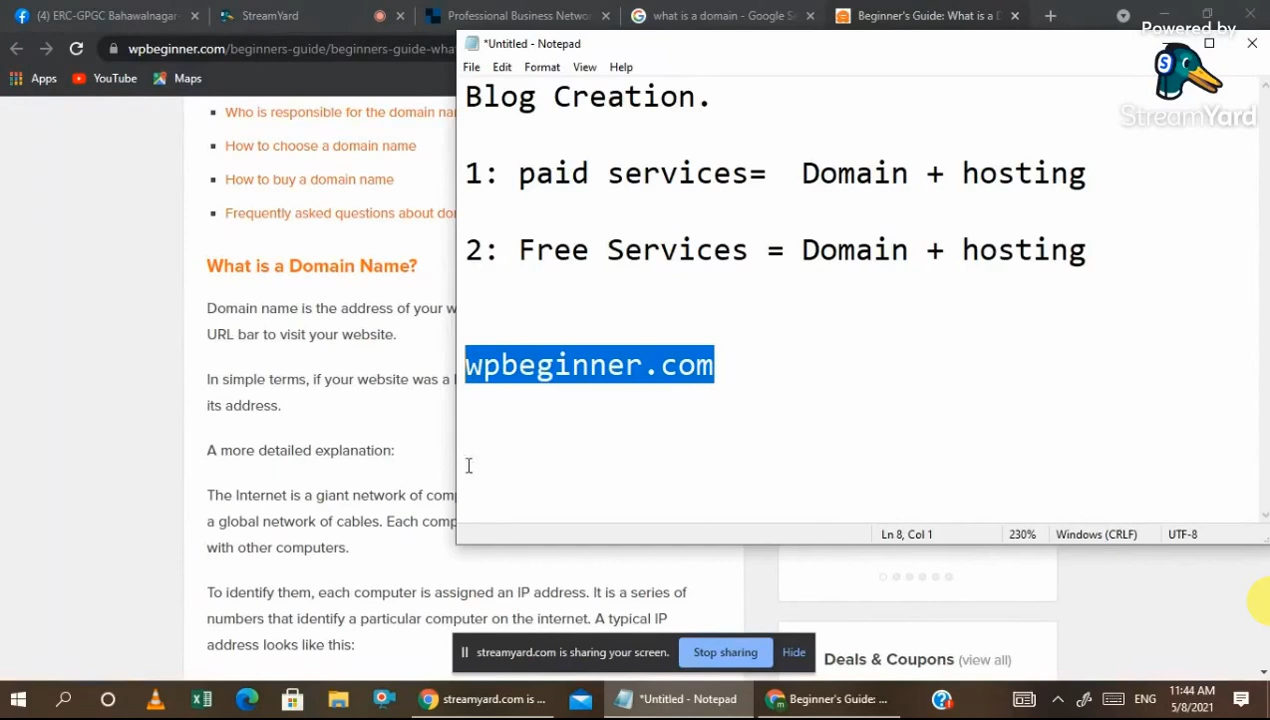 (4) ERC-GPGC Bahawalnagar
StreamYard
Professional Business Netwo
what is a domain - Google S
Beginner's Guide: What is a D
wpbeginner.com/beginners-guide/beginners-guide-wha
Apps
YouTube
Maps
*Untitled - Notepad
File Edit Format View Help
Powered by
StreamYard
Blog Creation.
1: paid services= Domain + hosting
2: Free Services = Domain + hosting
wpbeginner.com
Ln 8, Col 1 230% Windows (CRLF) UTF-8
Who is responsible for the domain na
How to choose a domain name
How to buy a domain name
Frequently asked questions about do
What is a Domain Name?
Domain name is the address of your w
URL bar to visit your website.
In simple terms, if your website was a
its address.
A more detailed explanation:
The Internet is a giant network of comp
a global network of cables. Each comp
with other computers.
To identify them, each computer is assigned an IP address. It is a series of
numbers that identify a particular computer on the internet. A typical IP
address looks like this:
streamyard.com is sharing your screen. Stop sharing Hide
Deals & Coupons (view all)
streamyard.com is ...
*Untitled - Notepad
Beginner's Guide: ...
ENG
11:44 AM
5/8/2021